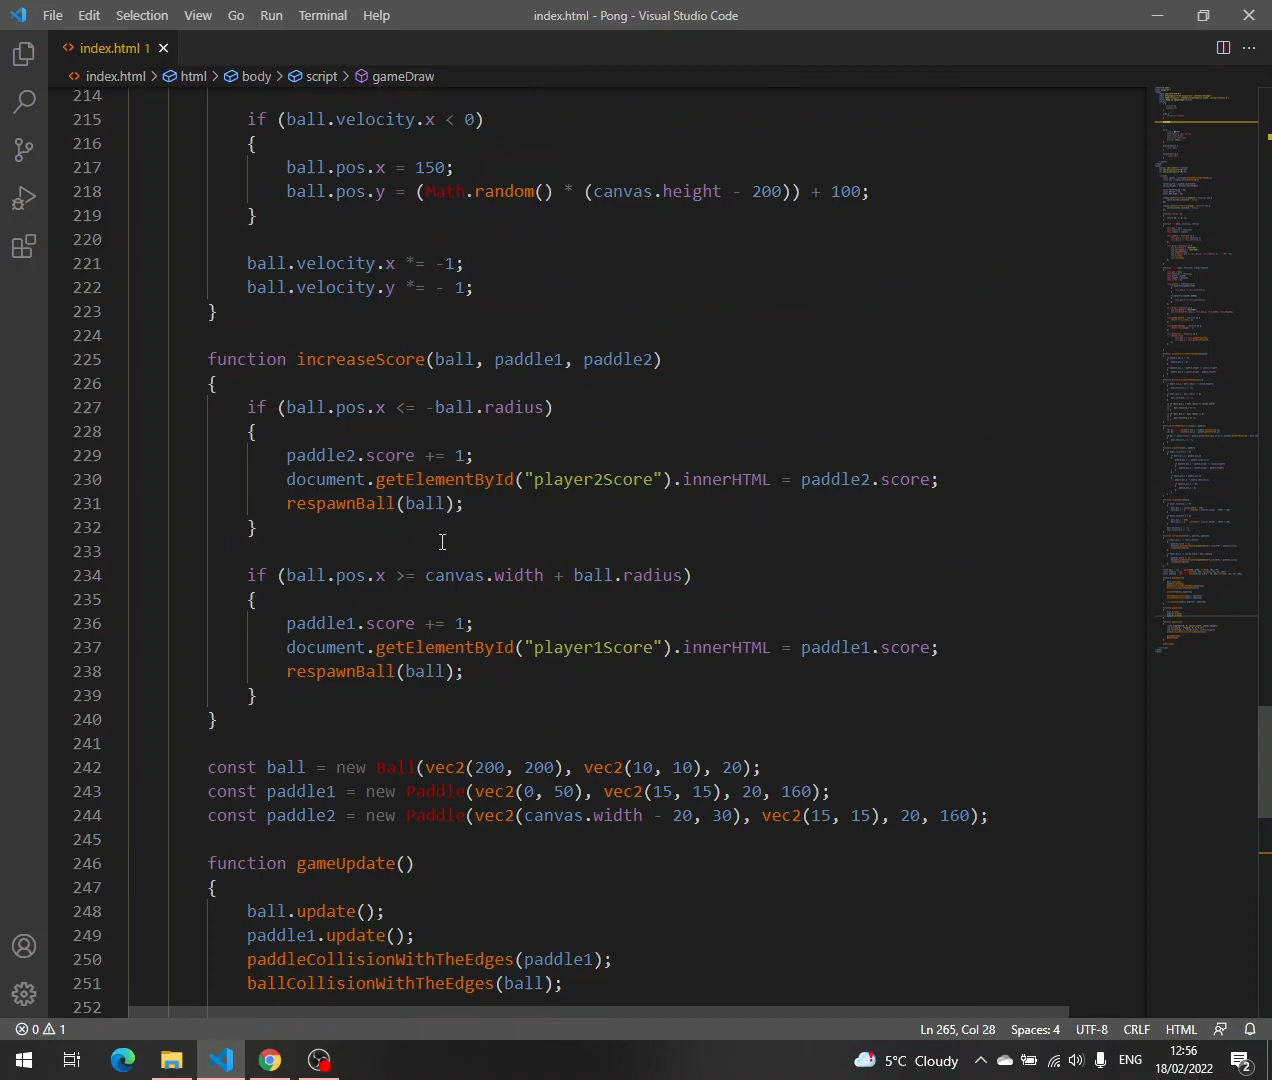 File Edit Selection View Go Run Terminal Help
index.html - Pong - Visual Studio Code
<> index.html 1
<> index.html > html > body > script > gameDraw
214
215 if (ball.velocity.x < 0)
216 {
217 ball.pos.x = 150;
218 ball.pos.y = (Math.random() * (canvas.height - 200)) + 100;
219 }
220
221 ball.velocity.x *= -1;
222 ball.velocity.y *= - 1;
223 }
224
225 function increaseScore(ball, paddle1, paddle2)
226 {
227 if (ball.pos.x <= -ball.radius)
228 {
229 paddle2.score += 1;
230 document.getElementById("player2Score").innerHTML = paddle2.score;
231 respawnBall(ball);
232 }
233
234 if (ball.pos.x >= canvas.width + ball.radius)
235 {
236 paddle1.score += 1;
237 document.getElementById("player1Score").innerHTML = paddle1.score;
238 respawnBall(ball);
239 }
240 }
241
242 const ball = new Ball(vec2(200, 200), vec2(10, 10), 20);
243 const paddle1 = new Paddle(vec2(0, 50), vec2(15, 15), 20, 160);
244 const paddle2 = new Paddle(vec2(canvas.width - 20, 30), vec2(15, 15), 20, 160);
245
246 function gameUpdate()
247 {
248 ball.update();
249 paddle1.update();
250 paddleCollisionWithTheEdges(paddle1);
251 ballCollisionWithTheEdges(ball);
252
0 1 Ln 265, Col 28 Spaces: 4 UTF-8 CRLF HTML
5°C Cloudy ENG 12:56
18/02/2022 2